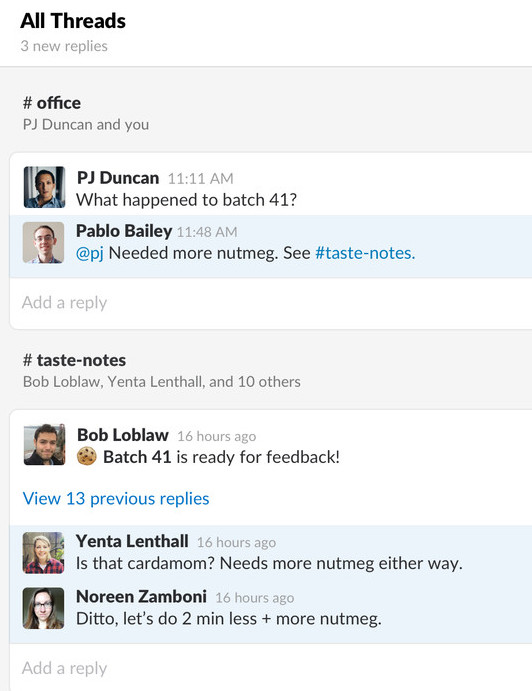 All Threads
3 new replies
# office
PJ Duncan and you
PJ Duncan 11:11 AM
What happened to batch 41?
Pablo Bailey 11:48 AM
@pj Needed more nutmeg. See #taste-notes.
Add a reply
# taste-notes
Bob Loblaw, Yenta Lenthall, and 10 others
Bob Loblaw 16 hours ago
🍪 Batch 41 is ready for feedback!
View 13 previous replies
Yenta Lenthall 16 hours ago
Is that cardamom? Needs more nutmeg either way.
Noreen Zamboni 16 hours ago
Ditto, let’s do 2 min less + more nutmeg.
Add a reply